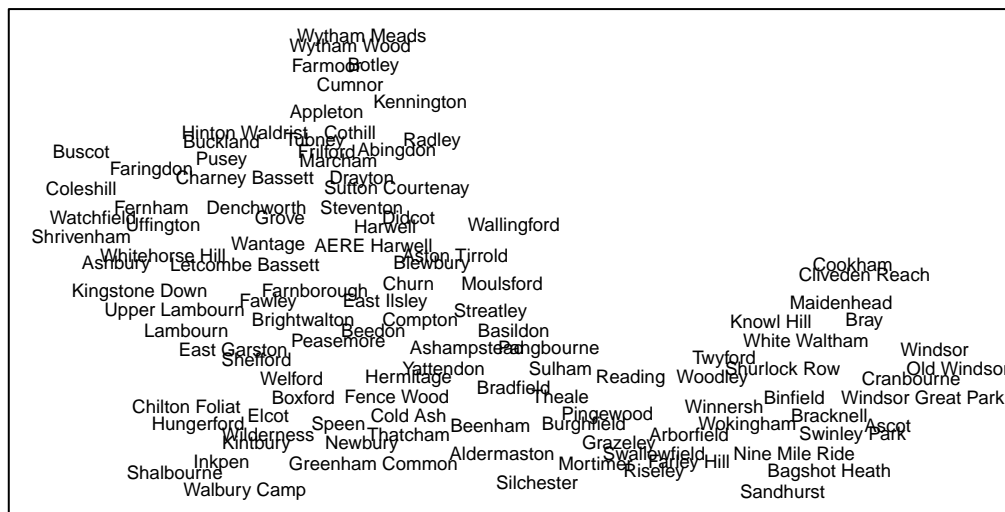 Wytham Meads
Wytham Wood
Farmoor Botley
Cumnor
Kennington
Appleton
Hinton Waldrist Cothill
Buckland Tubney Radley
Buscot Frilford Abingdon
Pusey Marcham
Faringdon
Charney Bassett Drayton
Coleshill Sutton Courtenay
Fernham Denchworth Steventon
Watchfield Grove Didcot
Uffington Harwell Wallingford
Shrivenham
Wantage AERE Harwell
Whitehorse Hill Aston Tirrold
Ashbury Letcombe Bassett Blewbury Cookham
Cliveden Reach
Churn Moulsford
Kingstone Down Farnborough
Fawley East Ilsley Maidenhead
Upper Lambourn Streatley
Brightwalton Compton Knowl Hill Bray
Lambourn Beedon Basildon
Peasemore White Waltham
East Garston Ashampstead Pangbourne Windsor
Shefford Twyford
Yattendon Sulham Shurlock Row Old Windsor
Welford Hermitage Reading Woodley Cranbourne
Bradfield
Boxford Fence Wood Theale Binfield Windsor Great Park
Chilton Foliat Winnersh
Elcot Cold Ash Pingewood Bracknell
Hungerford Speen Beenham Burghfield Wokingham Ascot
Wilderness Thatcham Arborfield Swinley Park
Kintbury Newbury Grazeley
Aldermaston Swallowfield Nine Mile Ride
Inkpen Greenham Common Mortimer Farley Hill
Shalbourne Riseley Bagshot Heath
Silchester
Walbury Camp Sandhurst